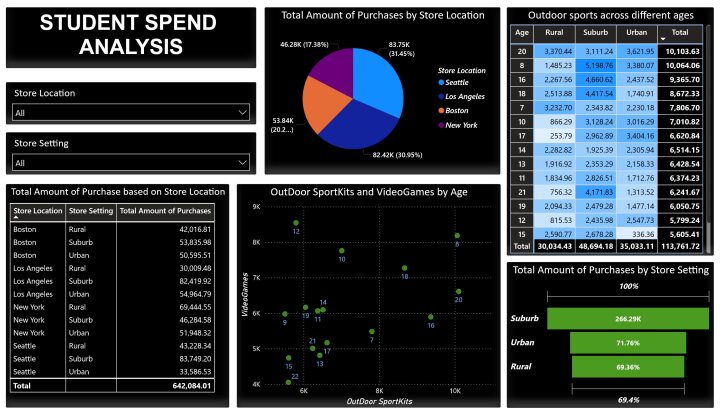 STUDENT SPEND
ANALYSIS
Store Location
All
Store Setting
All
Total Amount of Purchases by Store Location
46.28K (17.38%)
83.75K
(31.45%)
53.84K
(20.2...)
82.42K (30.95%)
Store Location
Seattle
Los Angeles
Boston
New York
Outdoor sports across different ages
Age Rural Suburb Urban Total
20 3,370.44 3,111.24 3,621.95 10,103.63
8 1,485.23 5,198.76 3,380.07 10,064.06
16 2,267.56 4,660.62 2,437.52 9,365.70
18 2,513.88 4,417.54 1,740.91 8,672.33
7 3,232.70 2,343.82 2,230.18 7,806.70
10 866.29 3,128.24 3,016.29 7,010.82
17 253.79 2,962.89 3,404.16 6,620.84
14 2,282.82 1,925.39 2,305.94 6,514.15
13 1,916.92 2,353.29 2,158.33 6,428.54
11 1,834.96 2,826.51 1,712.76 6,374.23
21 756.32 4,171.83 1,313.52 6,241.67
19 2,094.33 2,479.28 1,477.14 6,050.75
12 815.53 2,435.98 2,547.73 5,799.24
15 2,590.77 2,678.28 336.36 5,605.41
Total 30,034.43 48,694.18 35,033.11 113,761.72
Total Amount of Purchase based on Store Location
Store Location Store Setting Total Amount of Purchases
Boston Rural 42,016.81
Boston Suburb 53,835.98
Boston Urban 50,595.51
Los Angeles Rural 30,009.48
Los Angeles Suburb 82,419.92
Los Angeles Urban 54,964.79
New York Rural 69,444.55
New York Suburb 46,284.58
New York Urban 51,948.32
Seattle Rural 43,228.34
Seattle Suburb 83,749.20
Seattle Urban 33,586.53
Total 642,084.01
OutDoor SportKits and VideoGames by Age
VideoGames
9K
8K
7K
6K
5K
4K
12
8
10
18
20
19
14
11
9
16
7
21
17
13
15
22
6K
8K
10K
OutDoor SportKits
Total Amount of Purchases by Store Setting
100%
Suburb 266.29K
Urban 71.76%
Rural 69.36%
69.4%